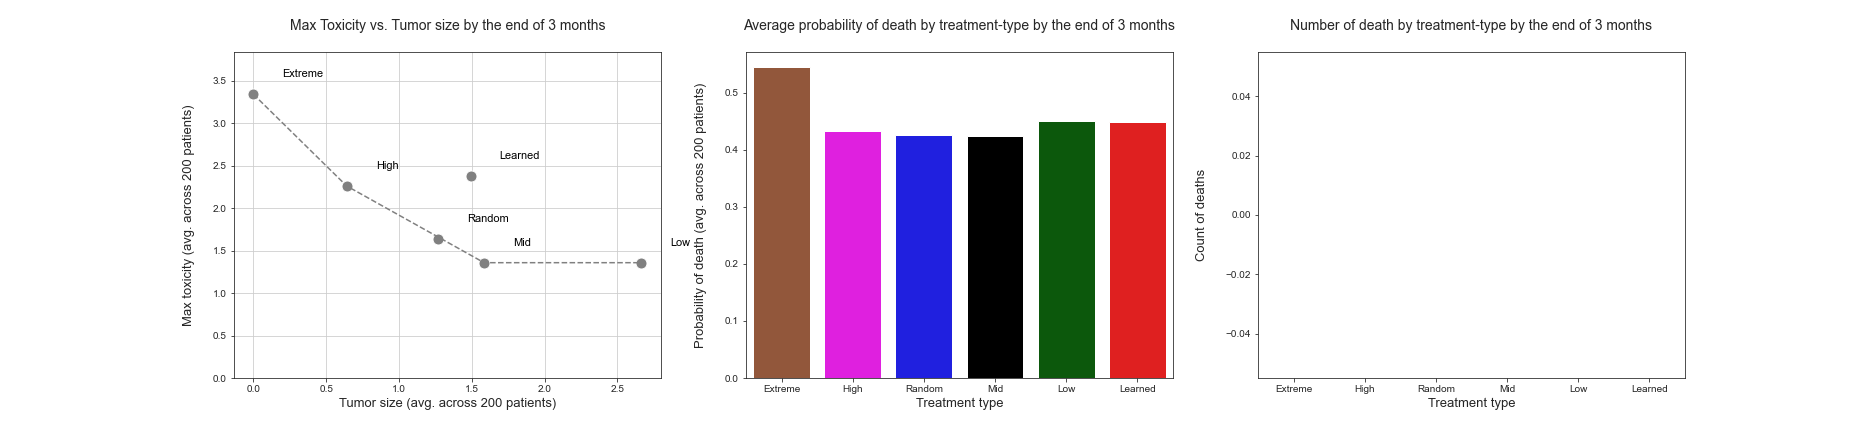 Max Toxicity vs. Tumor size by the end of 3 months
Max toxicity (avg. across 200 patients)
3.5
3.0
2.5
2.0
1.5
1.0
0.5
0.0
Extreme
High
Learned
Random
Mid
Low
0.0 0.5 1.0 1.5 2.0 2.5
Tumor size (avg. across 200 patients)
Average probability of death by treatment-type by the end of 3 months
Probability of death (avg. across 200 patients)
0.5
0.4
0.3
0.2
0.1
0.0
Extreme High Random Mid Low Learned
Treatment type
Number of death by treatment-type by the end of 3 months
Count of deaths
0.04
0.02
0.00
−0.02
−0.04
Extreme High Random Mid Low Learned
Treatment type